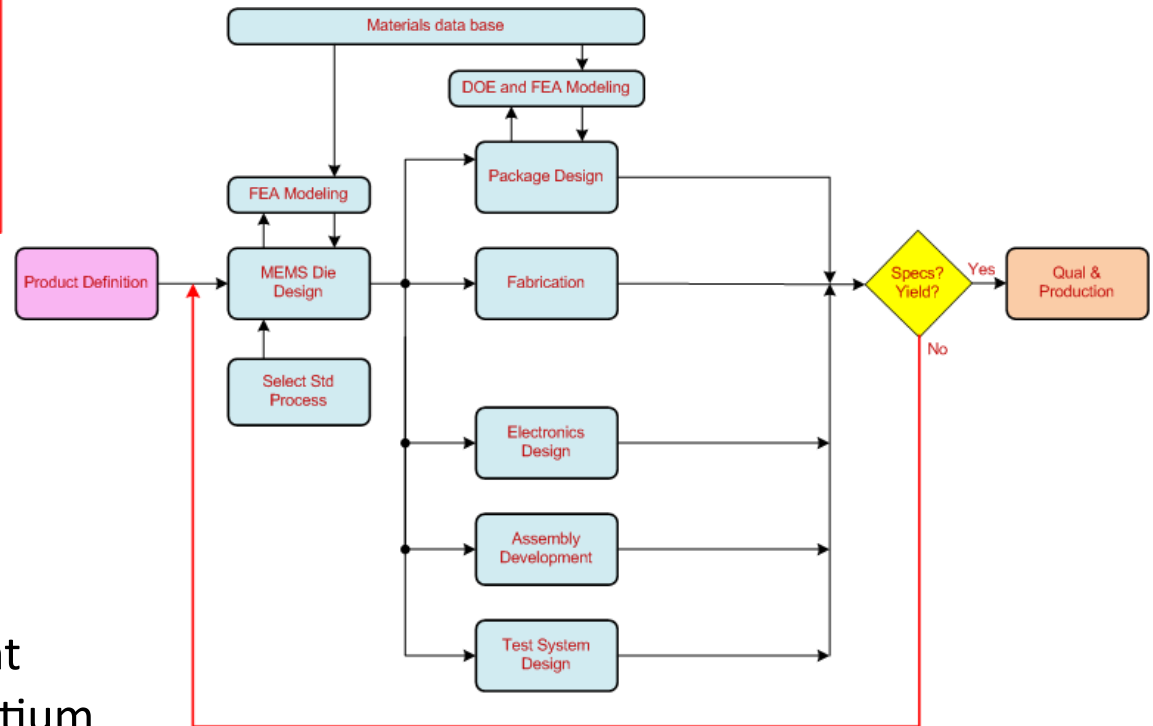 Materials data base
DOE and FEA Modeling
Package Design
FEA Modeling
Product Definition
MEMS Die
Design
Fabrication
Specs?
Yield?
Yes
Qual &
Production
No
Select Std
Process
Electronics
Design
Assembly
Development
Test System
Design